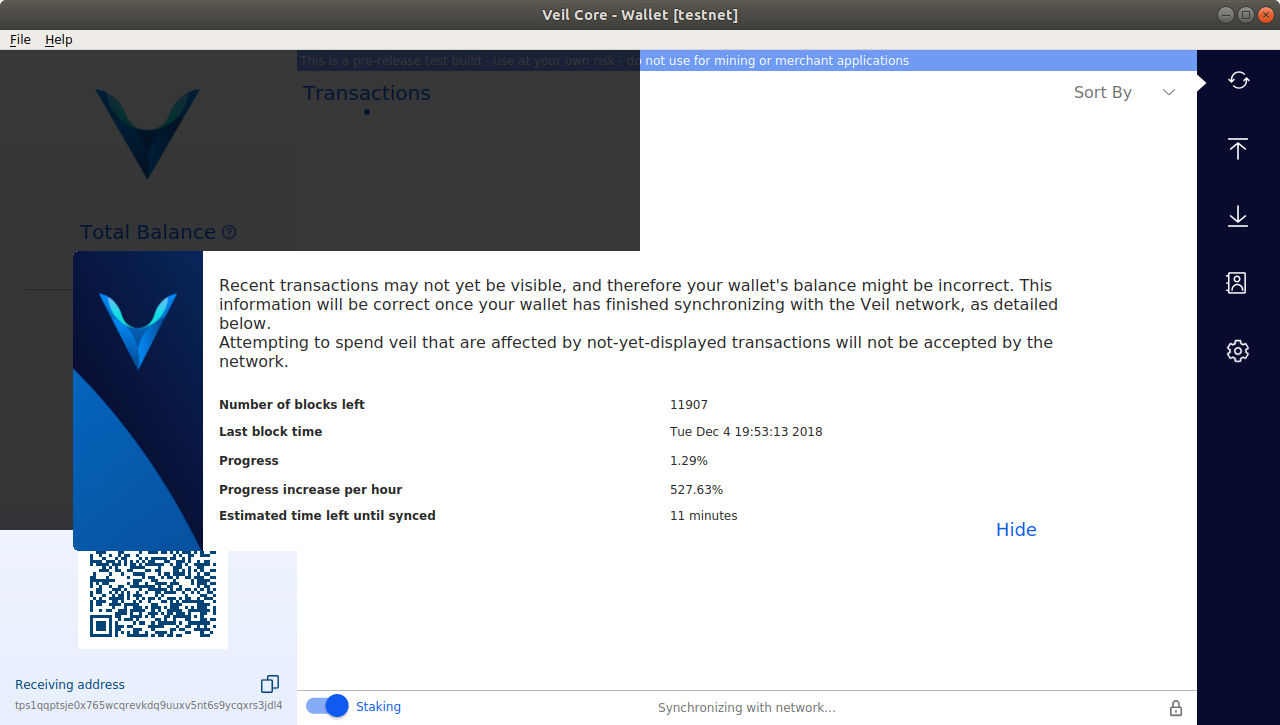 Veil Core - Wallet [testnet]
File Help
This is a pre-release test build - use at your own risk - do not use for mining or merchant applications
Transactions
Sort By
Total Balance
Recent transactions may not yet be visible, and therefore your wallet's balance might be incorrect. This
information will be correct once your wallet has finished synchronizing with the Veil network, as detailed
below.
Attempting to spend veil that are affected by not-yet-displayed transactions will not be accepted by the
network.
Number of blocks left 11907
Last block time Tue Dec 4 19:53:13 2018
Progress 1.29%
Progress increase per hour 527.63%
Estimated time left until synced 11 minutes
Hide
Receiving address
tps1qqptsje0x765wcqrevkdq9uuxv5nt6s9ycqxrs3jdl4
Staking
Synchronizing with network...